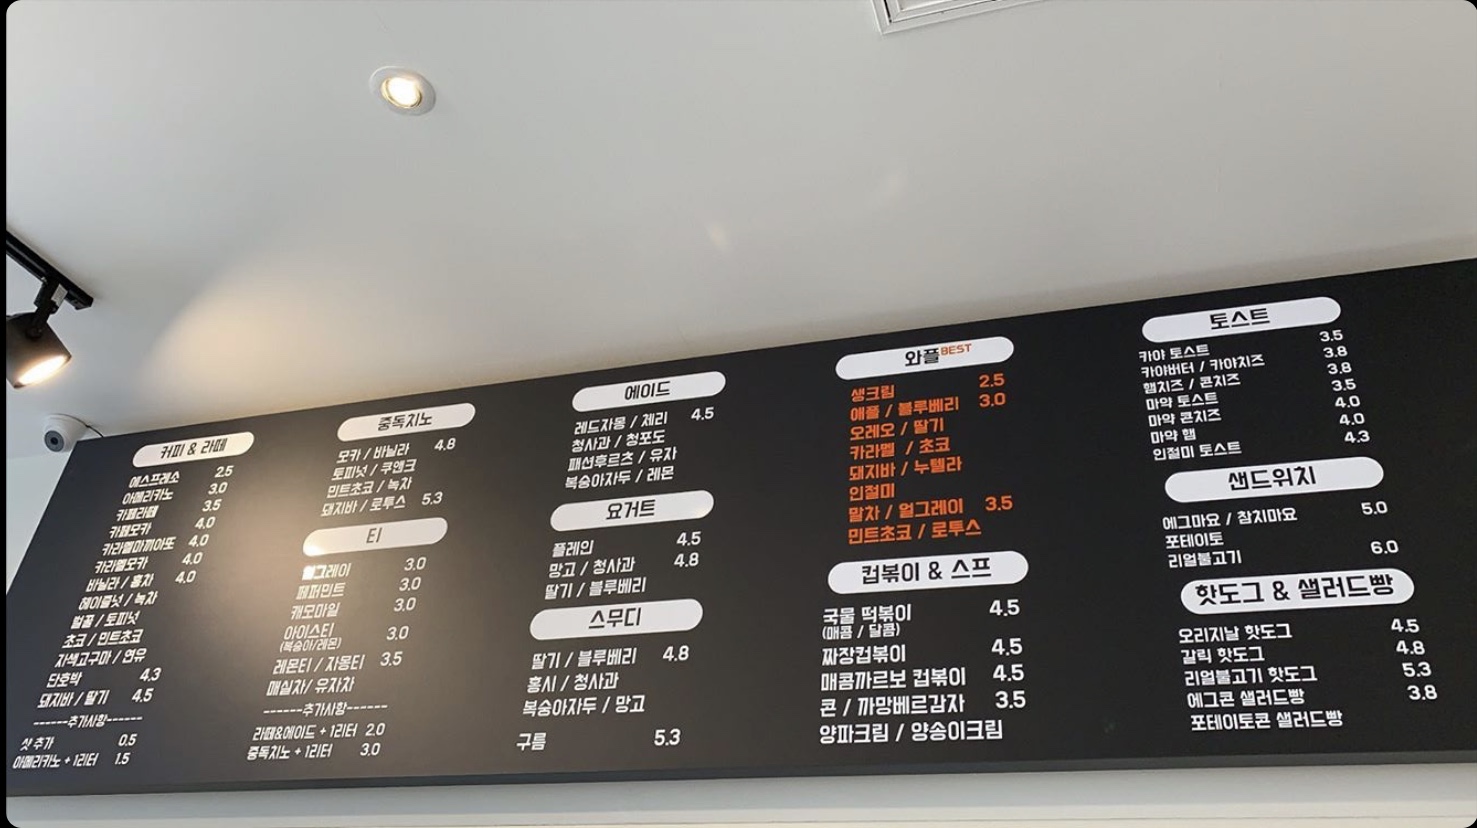 커피 & 라떼
에스프레소 2.5
아메리카노 3.0
카페라떼 3.5
카페모카 4.0
카라멜마끼아또 4.0
카라멜모카 4.0
바닐라 / 홍차 4.0
헤이즐넛 / 녹차
벌꿀 / 토피넛
초코 / 민트초코
자색고구마 / 연유
단호박 4.3
돼지바 / 딸기 4.5
------추가사항------
샷 추가 0.5
아메리카노 + 1리터 1.5
중독치노
모카 / 바닐라 4.8
토피넛 / 쿠앤크
민트초코 / 녹차
돼지바 / 로투스 5.3
티
얼그레이 3.0
페퍼민트 3.0
캐모마일 3.0
아이스티 3.0
(복숭아/레몬)
레몬티 / 자몽티 3.5
매실차/ 유자차
------추가사항------
라떼&에이드 + 1리터 2.0
중독치노 + 1리터 3.0
에이드
레드자몽 / 체리 4.5
청사과 / 청포도
패션후르츠 / 유자
복숭아자두 / 레몬
요거트
플레인 4.5
망고 / 청사과 4.8
딸기 / 블루베리
스무디
딸기 / 블루베리 4.8
홍시 / 청사과
복숭아자두 / 망고
구름 5.3
와플BEST
생크림 2.5
애플 / 블루베리 3.0
오레오 / 딸기
카라멜 / 초코
돼지바 / 누텔라
인절미
말차 / 얼그레이 3.5
민트초코 / 로투스
컵볶이 & 스프
국물 떡볶이 4.5
(매콤 / 달콤)
짜장컵볶이 4.5
매콤까르보 컵볶이 4.5
콘 / 까망베르감자 3.5
양파크림 / 양송이크림
토스트
카야 토스트 3.5
카야버터 / 카야치즈 3.8
햄치즈 / 콘치즈 3.8
마약 토스트 3.5
마약 콘치즈 4.0
마약 햄 4.0
인절미 토스트 4.3
샌드위치
에그마요 / 참치마요 5.0
포테이토
리얼불고기 6.0
핫도그 & 샐러드빵
오리지날 핫도그 4.5
갈릭 핫도그 4.8
리얼불고기 핫도그 5.3
에그콘 샐러드빵 3.8
포테이토콘 샐러드빵